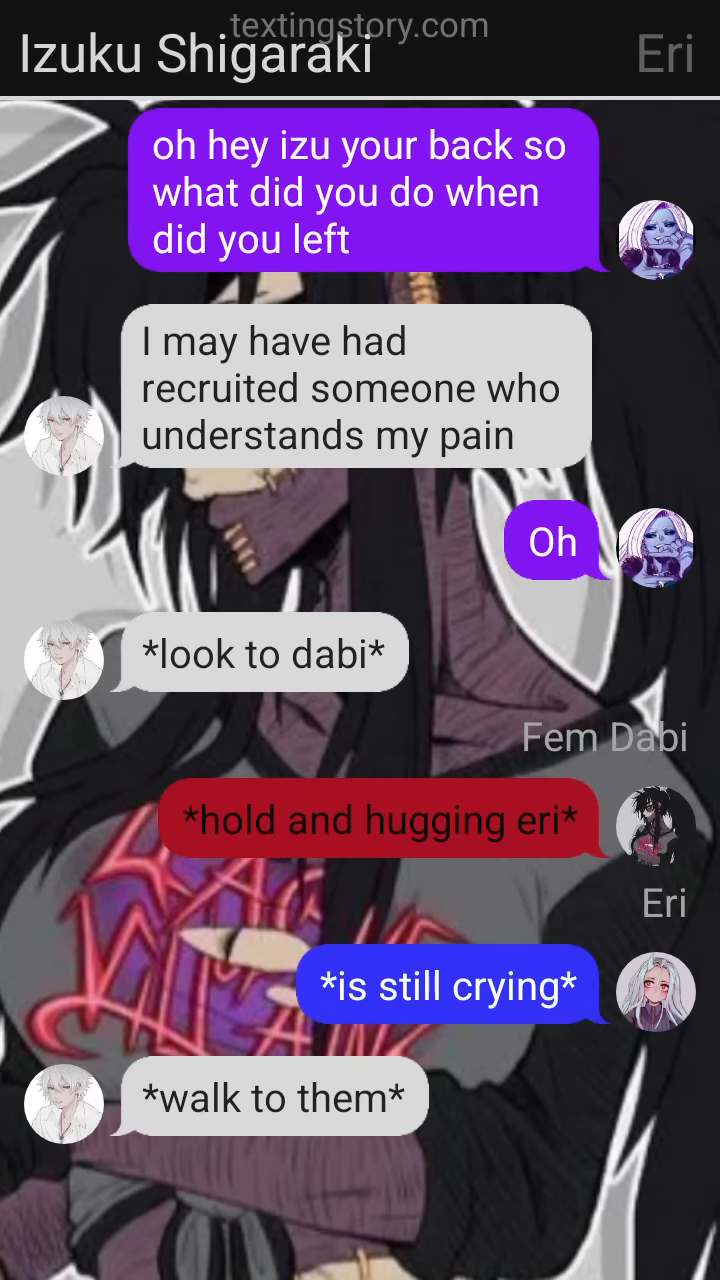 textingstory.com
Izuku Shigaraki
Eri
oh hey izu your back so
what did you do when
did you left
I may have had
recruited someone who
understands my pain
Oh
*look to dabi*
Fem Dabi
*hold and hugging eri*
Eri
*is still crying*
*walk to them*